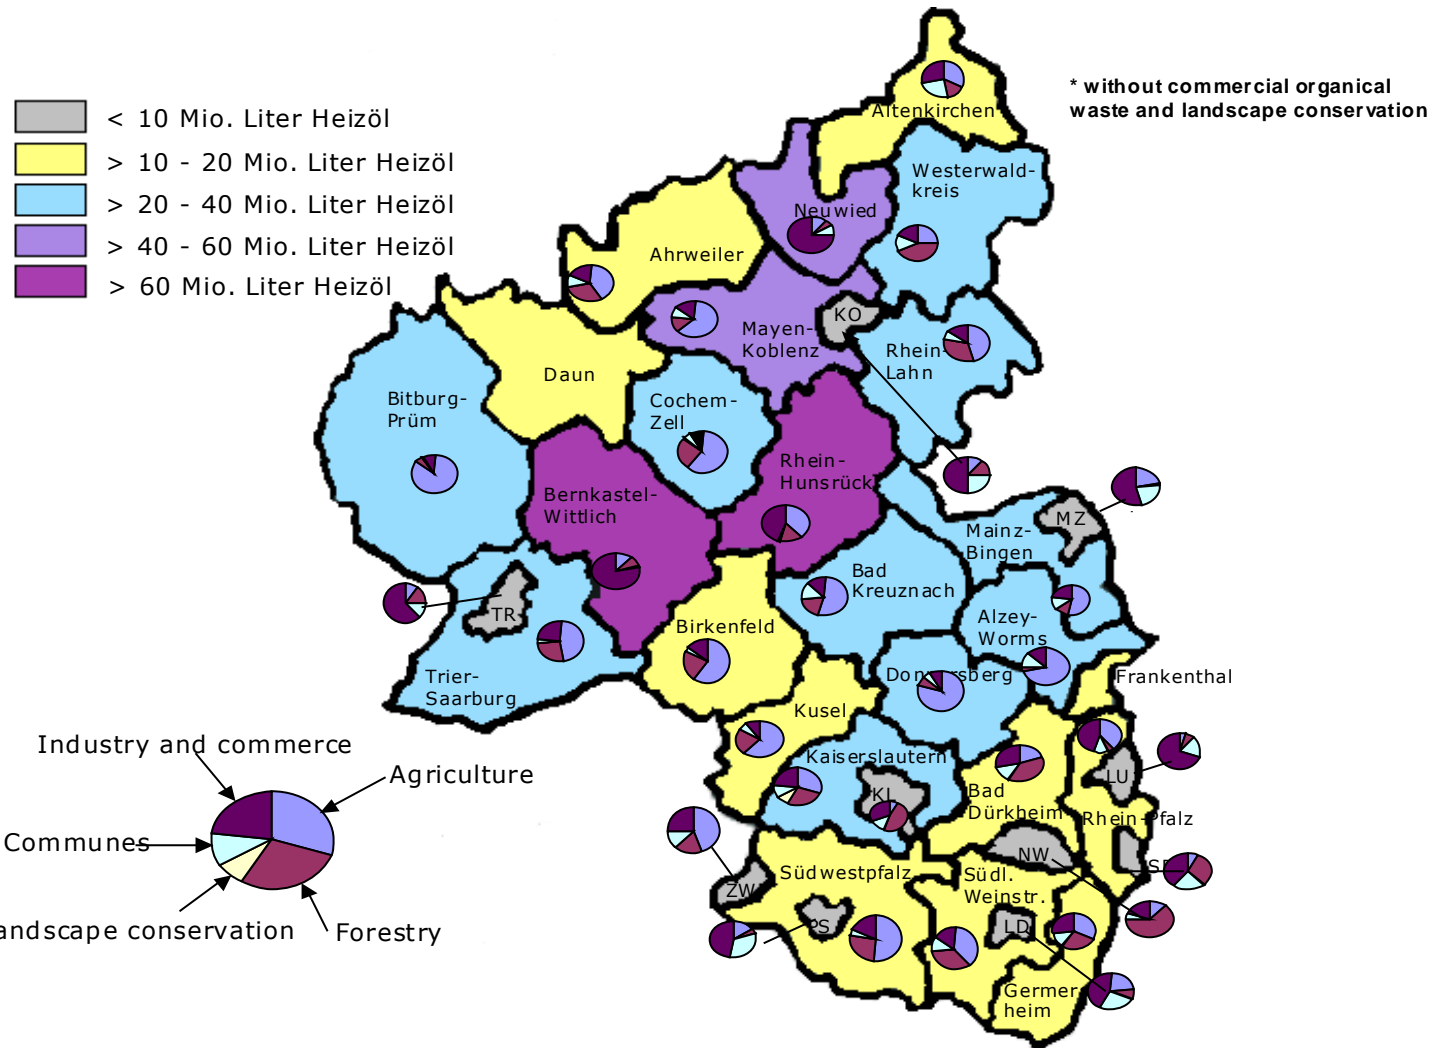 * without commercial organical
waste and landscape conservation
< 10 Mio. Liter Heizöl
> 10 - 20 Mio. Liter Heizöl
> 20 - 40 Mio. Liter Heizöl
> 40 - 60 Mio. Liter Heizöl
> 60 Mio. Liter Heizöl
Altenkirchen
Westerwald-
kreis
Neuwied
Ahrweiler
Mayen-
Koblenz
KO
Rhein-
Lahn
Daun
Bitburg-
Prüm
Cochem-
Zell
Rhein-
Hunsrück
Bernkastel-
Wittlich
MZ
Mainz-
Bingen
Bad
Kreuznach
TR
Alzey-
Worms
Birkenfeld
Trier-
Saarburg
Donnersberg
Frankenthal
Kusel
Kaiserslautern
KL
LU
Bad
Dürkheim
Rhein-Pfalz
NW
SP
Südwestpfalz
Südl.
Weinstr.
ZW
PS
LD
Germer-
heim
Industry and commerce
Agriculture
Communes
andscape conservation
Forestry